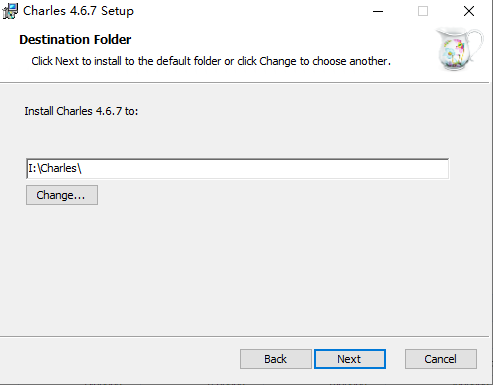 Charles 4.6.7 Setup
Destination Folder
Click Next to install to the default folder or click Change to choose another.
Install Charles 4.6.7 to:
I:\Charles\
Change...
Back Next Cancel